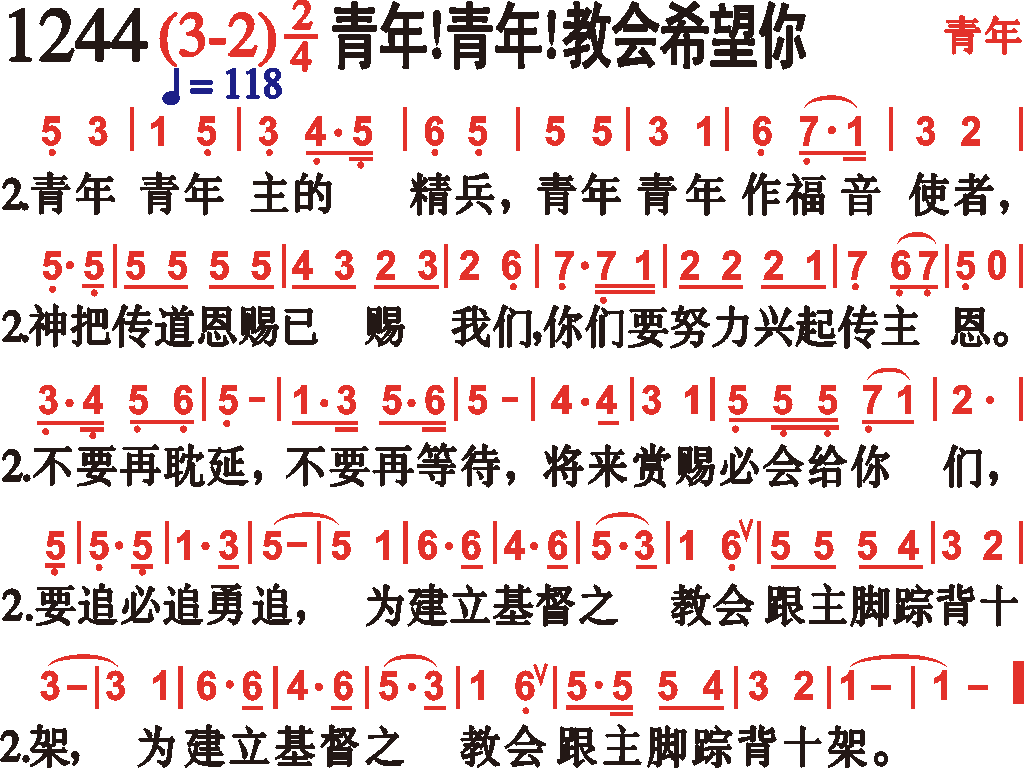 1244 (3-2) 2/4 青年!青年!教会希望你 青年
♩= 118
5 3 | 1 5 | 3 4·5 | 6 5 | 5 5 | 3 1 | 6 7·1 | 3 2 |
2.青年 青年 主的 精兵，青年 青年 作福 音 使者，
5·5 | 5 5 5 5 | 4 3 2 3 | 2 6 | 7·7 1 | 2 2 2 1 | 7 67 | 5 0 |
2.神把传道恩赐已 赐 我们,你们要努力兴起传主 恩。
3·4 5 6 | 5 - | 1·3 5·6 | 5 - | 4·4 | 3 1 | 5 5 5 71 | 2· |
2.不要再耽延，不要再等待，将来赏赐必会给你 们，
5 | 5·5 | 1·3 | 5 - | 5 1 | 6·6 | 4·6 | 5·3 | 1 6 V | 5 5 5 4 | 3 2 |
2.要追必追勇追， 为建立基督之 教会 跟主脚踪背十
3 - | 3 1 | 6·6 | 4·6 | 5·3 | 1 6 V | 5·5 5 4 | 3 2 | 1 - | 1 -
2.架， 为建立基督之 教会 跟主脚踪背十架。